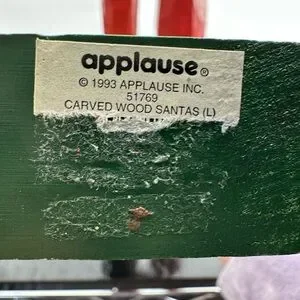 applause®
© 1993 APPLAUSE INC.
51769
CARVED WOOD SANTAS (L)